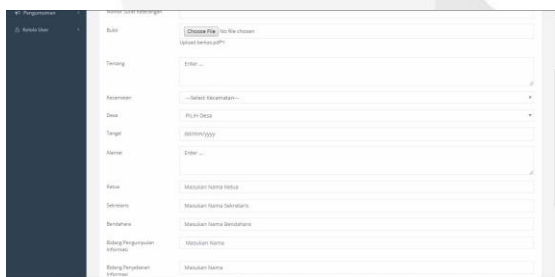 Pengumuman
Nomor Surat Keterangan
Kelola User
Bukti
Choose File No file chosen
Upload berkas pdf**
Tentang
Enter ...
Kecamatan
---Select Kecamatan---
Desa
PILIH Desa
Tangal
dd/mm/yyyy
Alamat
Enter ...
Ketua
Masukan Nama Ketua
Sekretaris
Masukan Nama Sekretaris
Bendahara
Masukan Nama Bendahara
Bidang Pengumpulan
Informasi
Masukan Nama
Bidang Penyebaran
Informasi
Masukan Nama